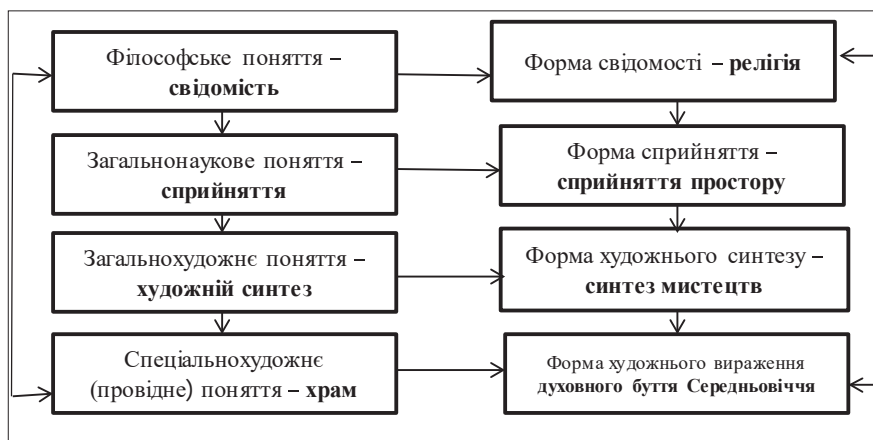 Філософське поняття –
свідомість
Форма свідомості – релігія
Загальнонаукове поняття –
сприйняття
Форма сприйняття –
сприйняття простору
Загальнохудожнє поняття –
художній синтез
Форма художнього синтезу –
синтез мистецтв
Спеціальнохудожнє
(провідне) поняття – храм
Форма художнього вираження
духовного буття Середньовіччя